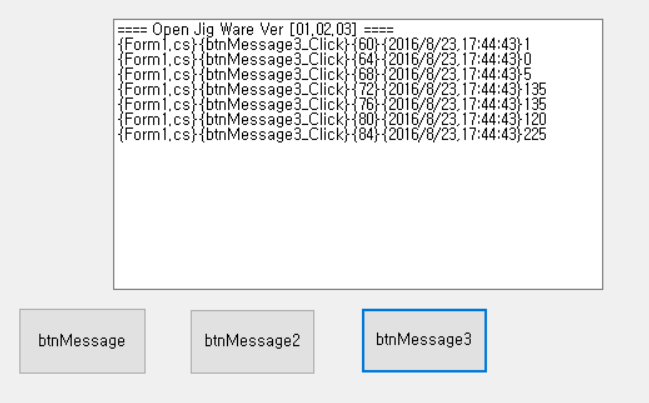 ==== Open Jig Ware Ver [01,02,03] ====
{Form1.cs}{btnMessage3_Click}{60}{2016/8/23,17:44:43}1
{Form1.cs}{btnMessage3_Click}{64}{2016/8/23,17:44:43}0
{Form1.cs}{btnMessage3_Click}{68}{2016/8/23,17:44:43}5
{Form1.cs}{btnMessage3_Click}{72}{2016/8/23,17:44:43}135
{Form1.cs}{btnMessage3_Click}{76}{2016/8/23,17:44:43}135
{Form1.cs}{btnMessage3_Click}{80}{2016/8/23,17:44:43}120
{Form1.cs}{btnMessage3_Click}{84}{2016/8/23,17:44:43}225
btnMessage
btnMessage2
btnMessage3